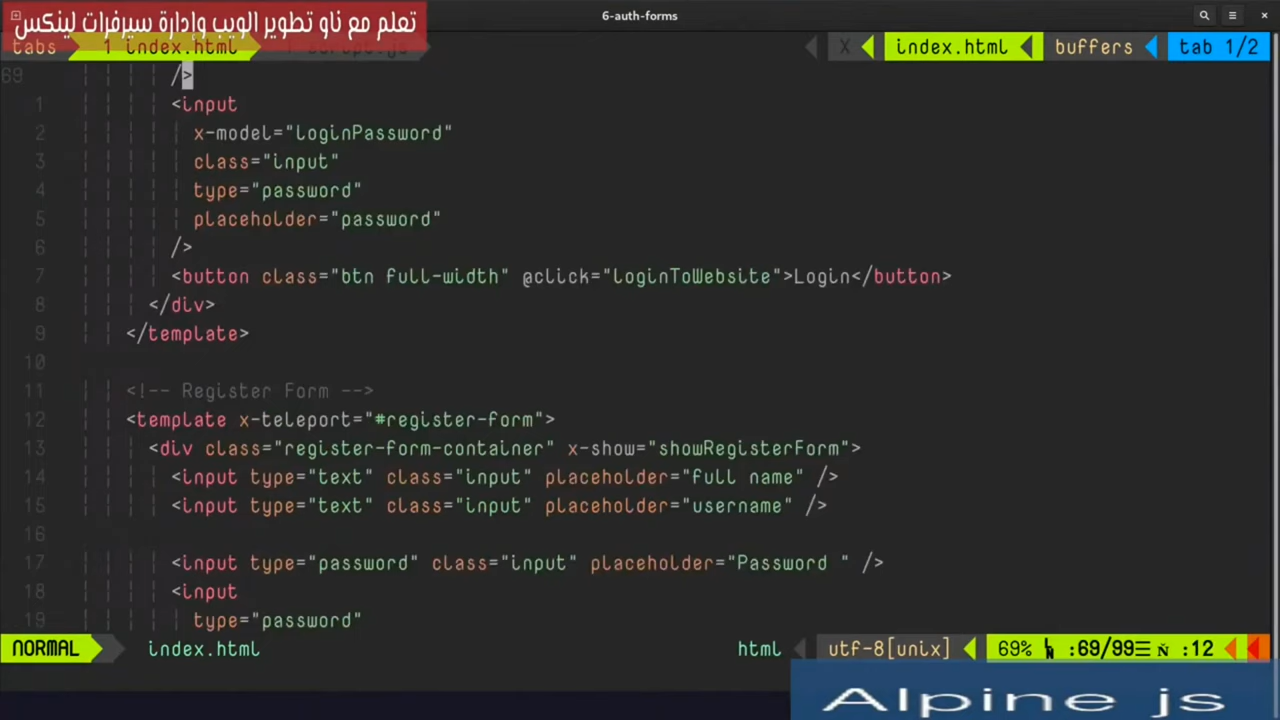 6-auth-forms
تعلم مع ناو تطوير الويب وإدارة سيرفرات لينكس
tabs 1 index.html X index.html buffers tab 1/2
69 />
1 <input
2 x-model="loginPassword"
3 class="input"
4 type="password"
5 placeholder="password"
6 />
7 <button class="btn full-width" @click="loginToWebsite">Login</button>
8 </div>
9 </template>
10
11 <!-- Register Form -->
12 <template x-teleport="#register-form">
13 <div class="register-form-container" x-show="showRegisterForm">
14 <input type="text" class="input" placeholder="full name" />
15 <input type="text" class="input" placeholder="username" />
16
17 <input type="password" class="input" placeholder="Password " />
18 <input
19 type="password"
NORMAL index.html html utf-8[unix] 69% ㏑:69/99☰ ℅:12
Alpine js